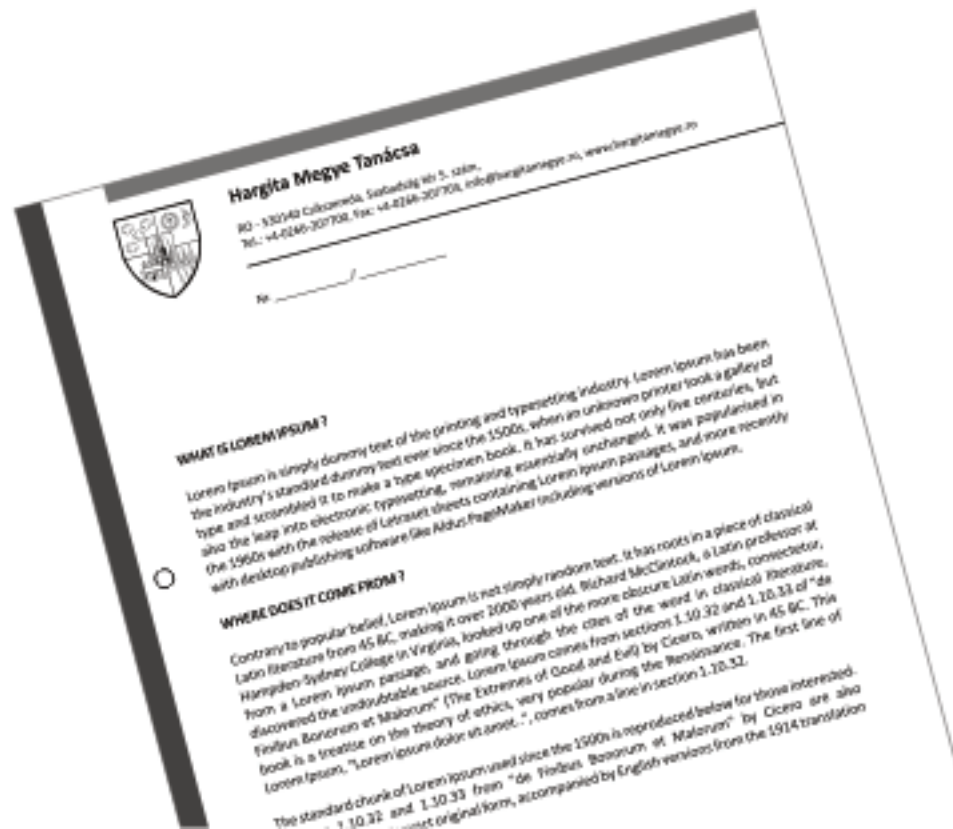 Hargita Megye Tanácsa
RO - 530140 Csíkszereda, Szabadság tér 5. szám,
Tel.: +4-0266-207700, Fax: +4-0266-207703, info@hargitamegye.ro, www.hargitamegye.ro
Nr. __________ / __________
WHAT IS LOREM IPSUM ?
Lorem Ipsum is simply dummy text of the printing and typesetting industry. Lorem Ipsum has been
the industry's standard dummy text ever since the 1500s, when an unknown printer took a galley of
type and scrambled it to make a type specimen book. It has survived not only five centuries, but
also the leap into electronic typesetting, remaining essentially unchanged. It was popularised in
the 1960s with the release of Letraset sheets containing Lorem Ipsum passages, and more recently
with desktop publishing software like Aldus PageMaker including versions of Lorem Ipsum.
WHERE DOES IT COME FROM ?
Contrary to popular belief, Lorem Ipsum is not simply random text. It has roots in a piece of classical
Latin literature from 45 BC, making it over 2000 years old. Richard McClintock, a Latin professor at
Hampden-Sydney College in Virginia, looked up one of the more obscure Latin words, consectetur,
from a Lorem Ipsum passage, and going through the cites of the word in classical literature,
discovered the undoubtable source. Lorem Ipsum comes from sections 1.10.32 and 1.10.33 of "de
Finibus Bonorum et Malorum" (The Extremes of Good and Evil) by Cicero, written in 45 BC. This
book is a treatise on the theory of ethics, very popular during the Renaissance. The first line of
Lorem Ipsum, "Lorem ipsum dolor sit amet..", comes from a line in section 1.10.32.
The standard chunk of Lorem Ipsum used since the 1500s is reproduced below for those interested.
1.10.32 and 1.10.33 from "de Finibus Bonorum et Malorum" by Cicero are also
exact original form, accompanied by English versions from the 1914 translation